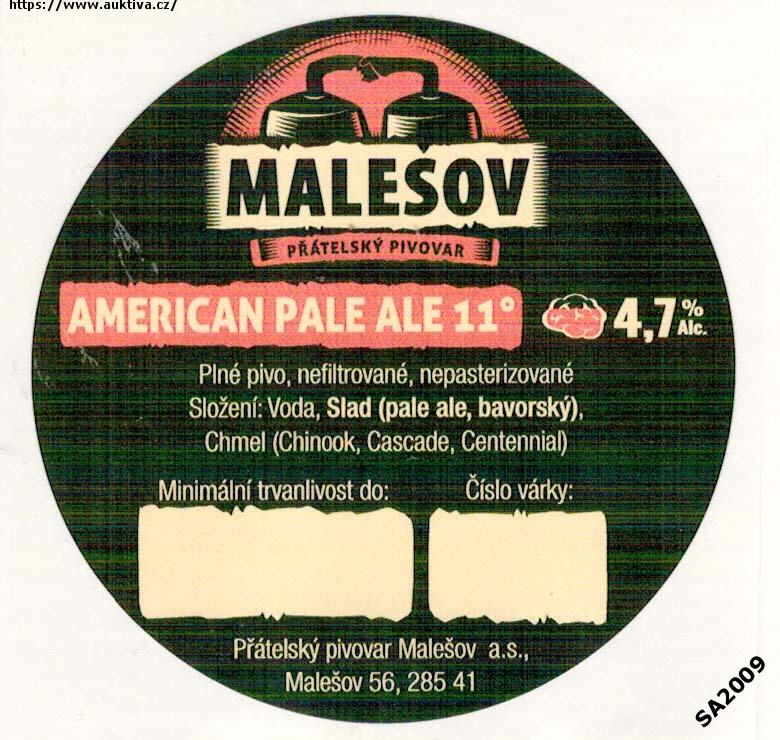 https://www.auktiva.cz/
MALEŠOV
PŘÁTELSKÝ PIVOVAR
AMERICAN PALE ALE 11° 4,7% Alc.
Plné pivo, nefiltrované, nepasterizované
Složení: Voda, Slad (pale ale, bavorský),
Chmel (Chinook, Cascade, Centennial)
Minimální trvanlivost do: Číslo várky:
Přátelský pivovar Malešov a.s.,
Malešov 56, 285 41
SA2009